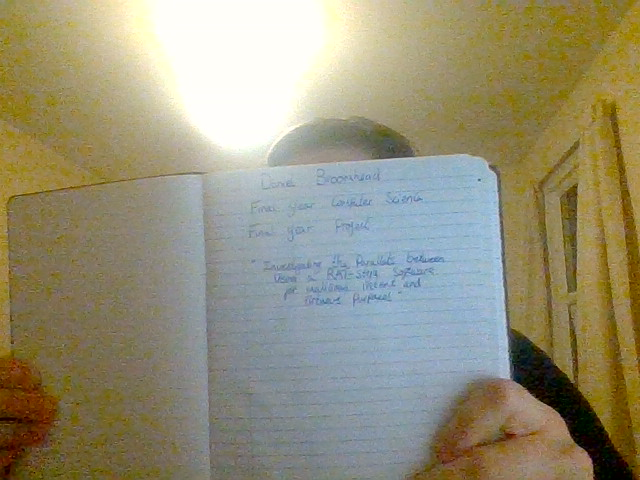 Daniel Broomhead
Final year Computer Science
Final year Project
"Investigating the Parallels between
Using a RAT-Style Software
for malicious intent and
Purposes"